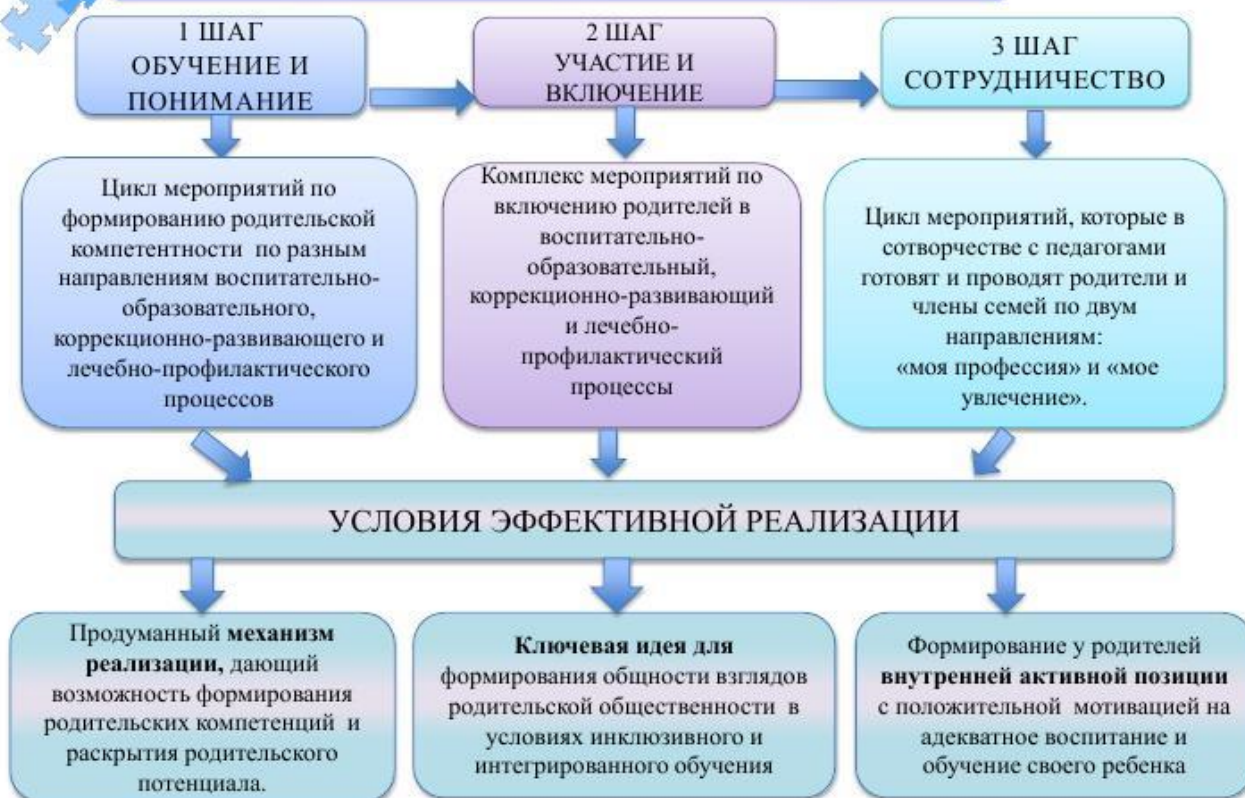 1 ШАГ
ОБУЧЕНИЕ И
ПОНИМАНИЕ
2 ШАГ
УЧАСТИЕ И
ВКЛЮЧЕНИЕ
3 ШАГ
СОТРУДНИЧЕСТВО
Цикл мероприятий по
формированию родительской
компетентности по разным
направлениям воспитательно-
образовательного,
коррекционно-развивающего и
лечебно-профилактического
процессов
Комплекс мероприятий по
включению родителей в
воспитательно-
образовательный,
коррекционно-развивающий
и лечебно-
профилактический
процессы
Цикл мероприятий, которые в
сотворчестве с педагогами
готовят и проводят родители и
члены семей по двум
направлениям:
«моя профессия» и «мое
увлечение».
УСЛОВИЯ ЭФФЕКТИВНОЙ РЕАЛИЗАЦИИ
Продуманный механизм
реализации, дающий
возможность формирования
родительских компетенций и
раскрытия родительского
потенциала.
Ключевая идея для
формирования общности взглядов
родительской общественности в
условиях инклюзивного и
интегрированного обучения
Формирование у родителей
внутренней активной позиции
с положительной мотивацией на
адекватное воспитание и
обучение своего ребенка